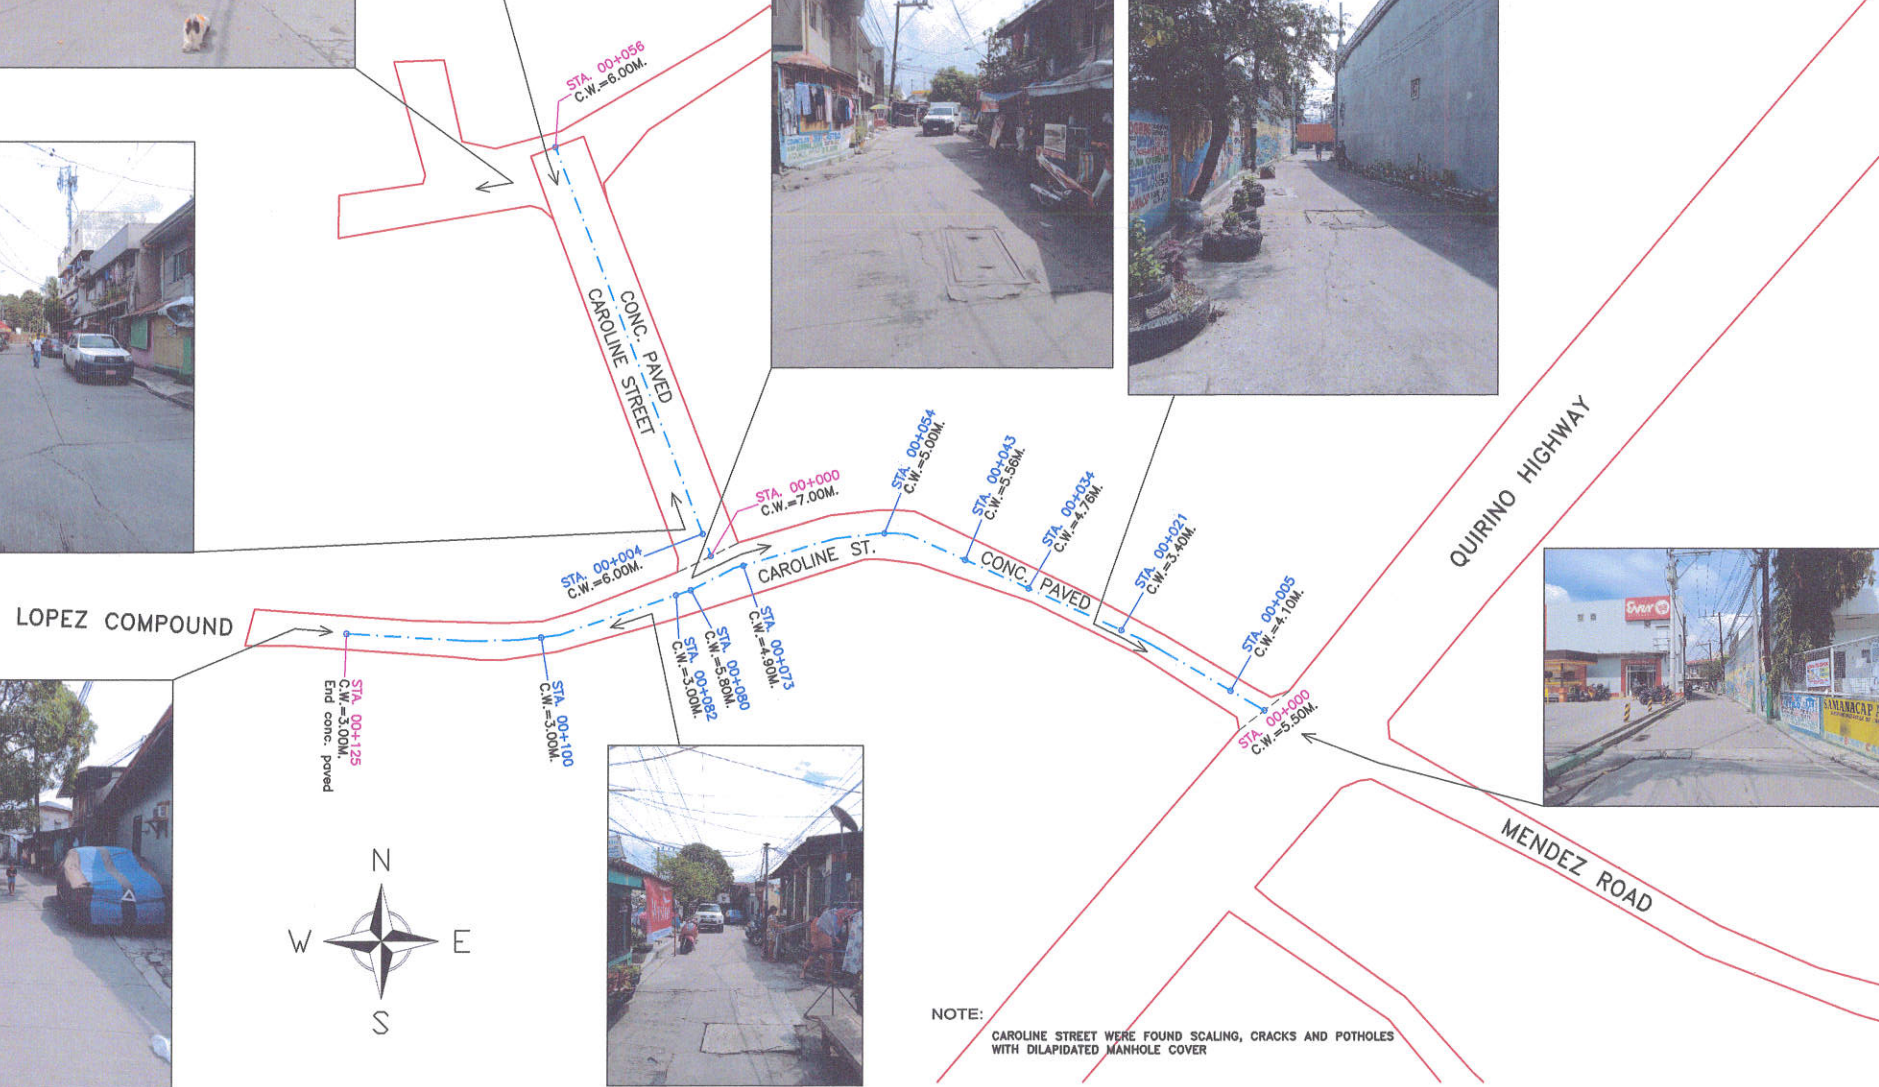 STA. 00+056
C.W.=6.00M.
CONC. PAVED
CAROLINE STREET
STA. 00+000
C.W.=7.00M.
STA. 00+004
C.W.=6.00M.
STA. 00+054
C.W.=5.00M.
STA. 00+043
C.W.=5.56M.
STA. 00+034
C.W.=4.76M.
STA. 00+021
C.W.=3.40M.
STA. 00+005
C.W.=4.10M.
STA. 00+000
C.W.=5.50M.
CAROLINE ST.
CONC. PAVED
QUIRINO HIGHWAY
MENDEZ ROAD
LOPEZ COMPOUND
STA. 00+073
C.W.=4.90M.
STA. 00+080
C.W.=5.80M.
STA. 00+082
C.W.=3.00M.
STA. 00+100
C.W.=3.00M.
STA. 00+125
C.W.=3.00M.
End conc. paved
Ever
SAMANACAP
N
W E
S
NOTE:
CAROLINE STREET WERE FOUND SCALING, CRACKS AND POTHOLES
WITH DILAPIDATED MANHOLE COVER